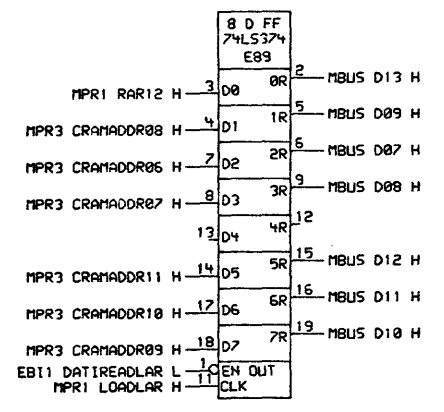 8 D FF
74LS374
E89
MPR1 RAR12 H 3 D0 0R 2 MBUS D13 H
MPR3 CRAMADDR08 H 4 D1 1R 5 MBUS D09 H
MPR3 CRAMADDR06 H 7 D2 2R 6 MBUS D07 H
MPR3 CRAMADDR07 H 8 D3 3R 9 MBUS D08 H
13 D4 4R 12
MPR3 CRAMADDR11 H 14 D5 5R 15 MBUS D12 H
MPR3 CRAMADDR10 H 17 D6 6R 16 MBUS D11 H
MPR3 CRAMADDR09 H 18 D7 7R 19 MBUS D10 H
EBI1 DATIREADLAR L 1 EN OUT
MPR1 LOADLAR H 11 CLK